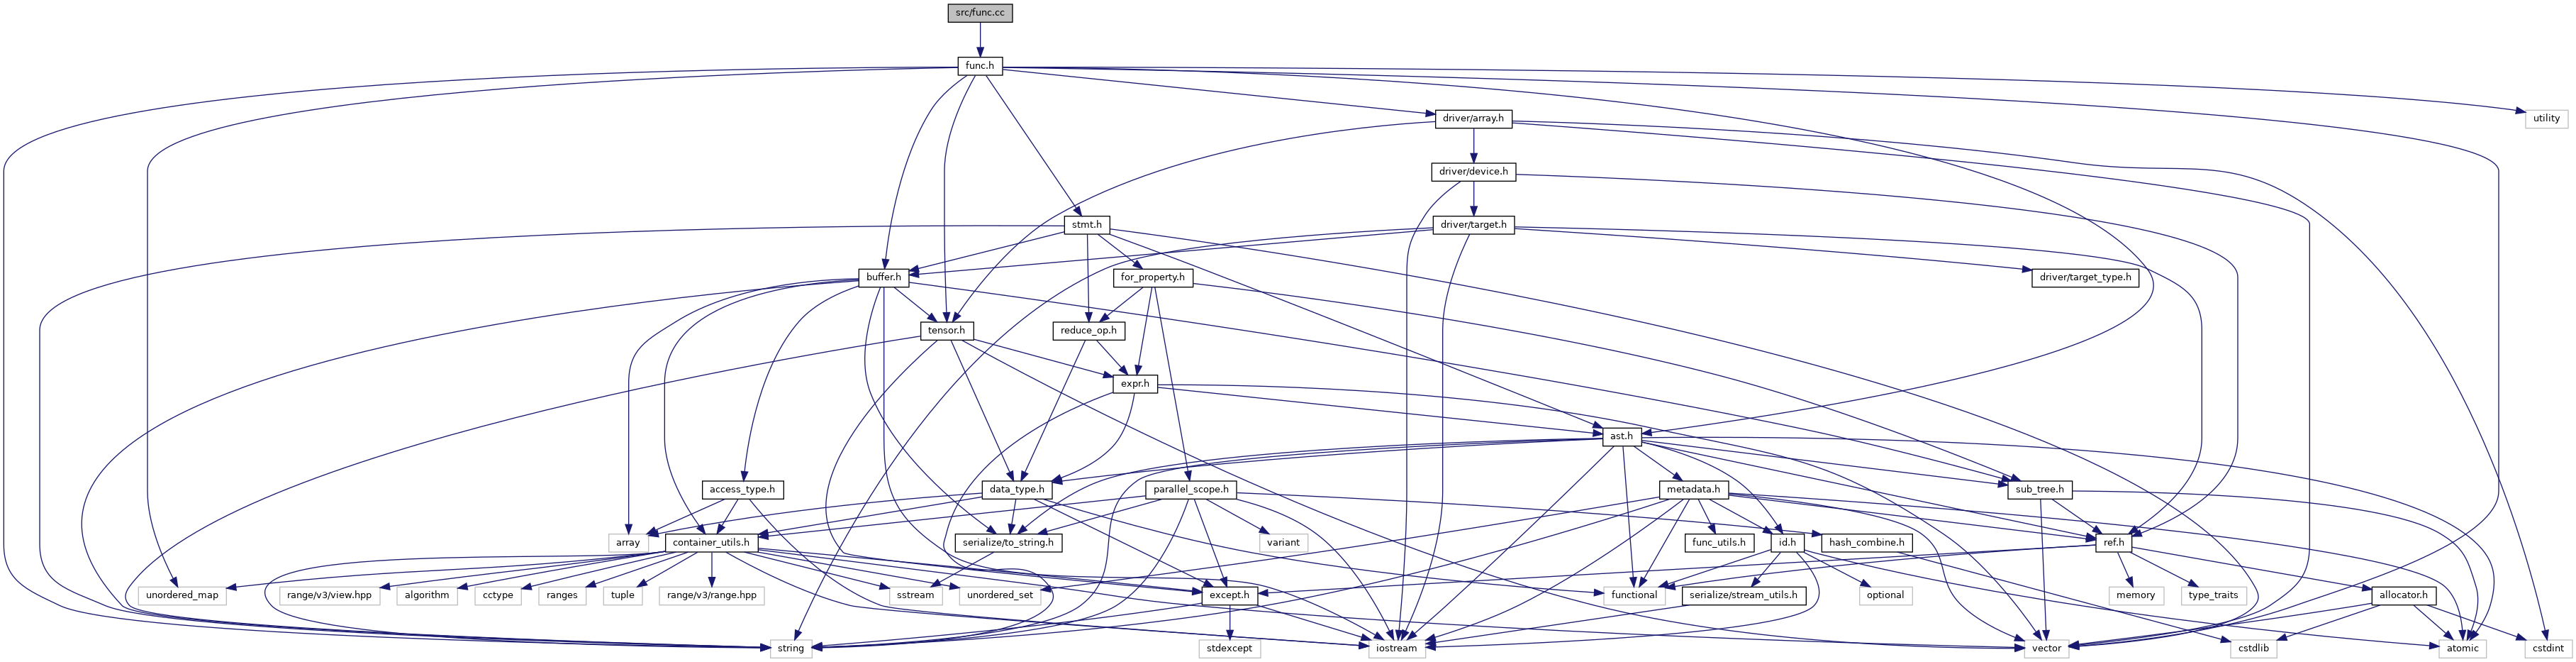 src/func.cc
func.h
driver/array.h
utility
driver/device.h
stmt.h
driver/target.h
buffer.h
for_property.h
driver/target_type.h
tensor.h
reduce_op.h
expr.h
ast.h
access_type.h
data_type.h
parallel_scope.h
metadata.h
sub_tree.h
array
container_utils.h
serialize/to_string.h
variant
func_utils.h
id.h
hash_combine.h
ref.h
unordered_map
range/v3/view.hpp
algorithm
cctype
ranges
tuple
range/v3/range.hpp
sstream
unordered_set
except.h
functional
serialize/stream_utils.h
optional
memory
type_traits
allocator.h
string
stdexcept
iostream
vector
cstdlib
atomic
cstdint